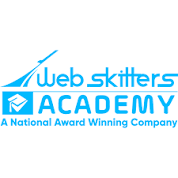 web skitters
ACADEMY
A National Award Winning Company